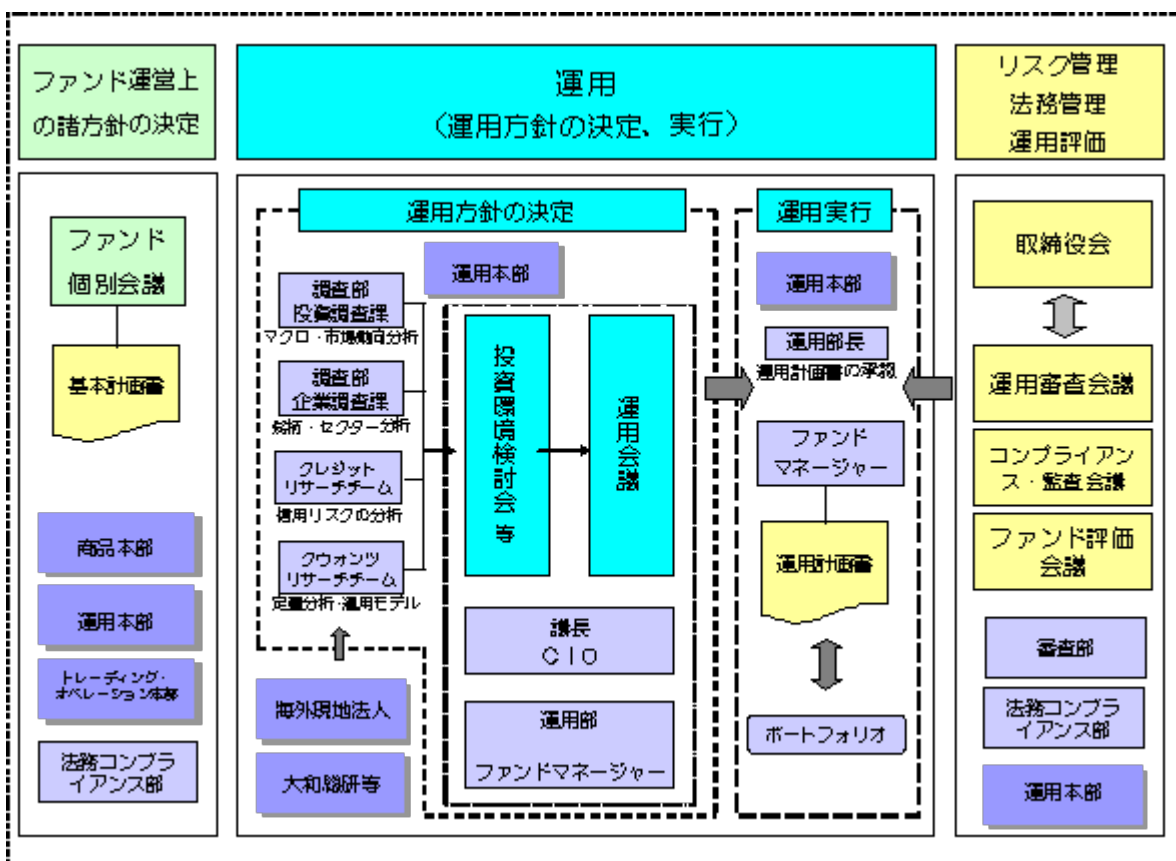 ファンド運営上
の諸方針の決定
運用
(運用方針の決定、実行)
リスク管理
法務管理
運用評価
ファンド
個別会議
基本計画書
商品本部
運用本部
トレーディング・
オペレーション本部
法務コンプラ
イアンス部
運用方針の決定
運用本部
調査部
投資調査課
マクロ・市場動向分析
調査部
企業調査課
銘柄・セクター分析
クレジット
リサーチチーム
信用リスクの分析
クウォンツ
リサーチチーム
定量分析・運用モデル
海外現地法人
大和総研等
投資環境検討会等
運用会議
議長
CIO
運用部
ファンドマネージャー
運用実行
運用本部
運用部長
運用計画書の承認
ファンド
マネージャー
運用計画書
ポートフォリオ
取締役会
運用審査会議
コンプライアン
ス・監査会議
ファンド評価
会議
審査部
法務コンプラ
イアンス部
運用本部